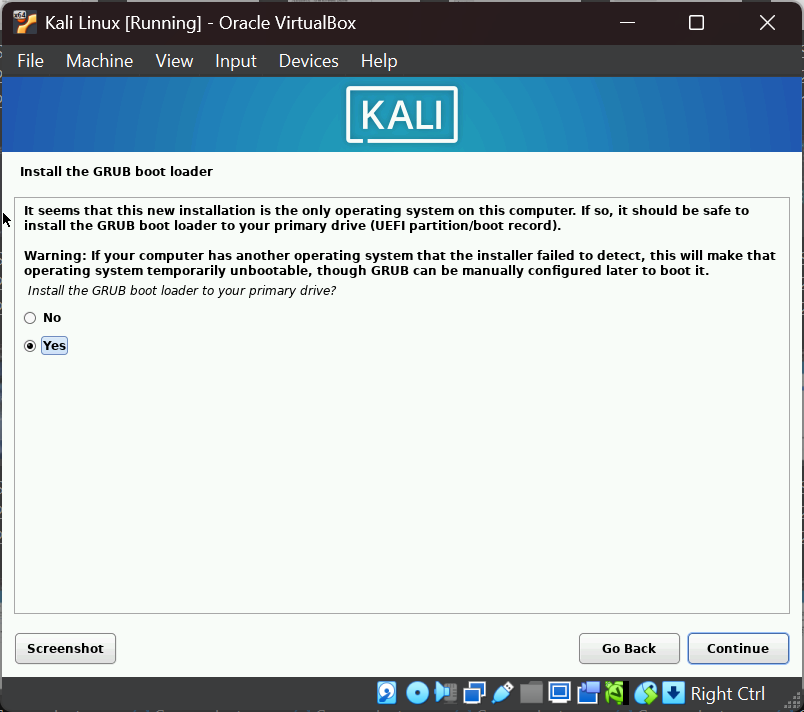 Kali Linux [Running] - Oracle VirtualBox
File Machine View Input Devices Help
KALI
Install the GRUB boot loader
It seems that this new installation is the only operating system on this computer. If so, it should be safe to
install the GRUB boot loader to your primary drive (UEFI partition/boot record).
Warning: If your computer has another operating system that the installer failed to detect, this will make that
operating system temporarily unbootable, though GRUB can be manually configured later to boot it.
Install the GRUB boot loader to your primary drive?
No
Yes
Screenshot Go Back Continue
Right Ctrl